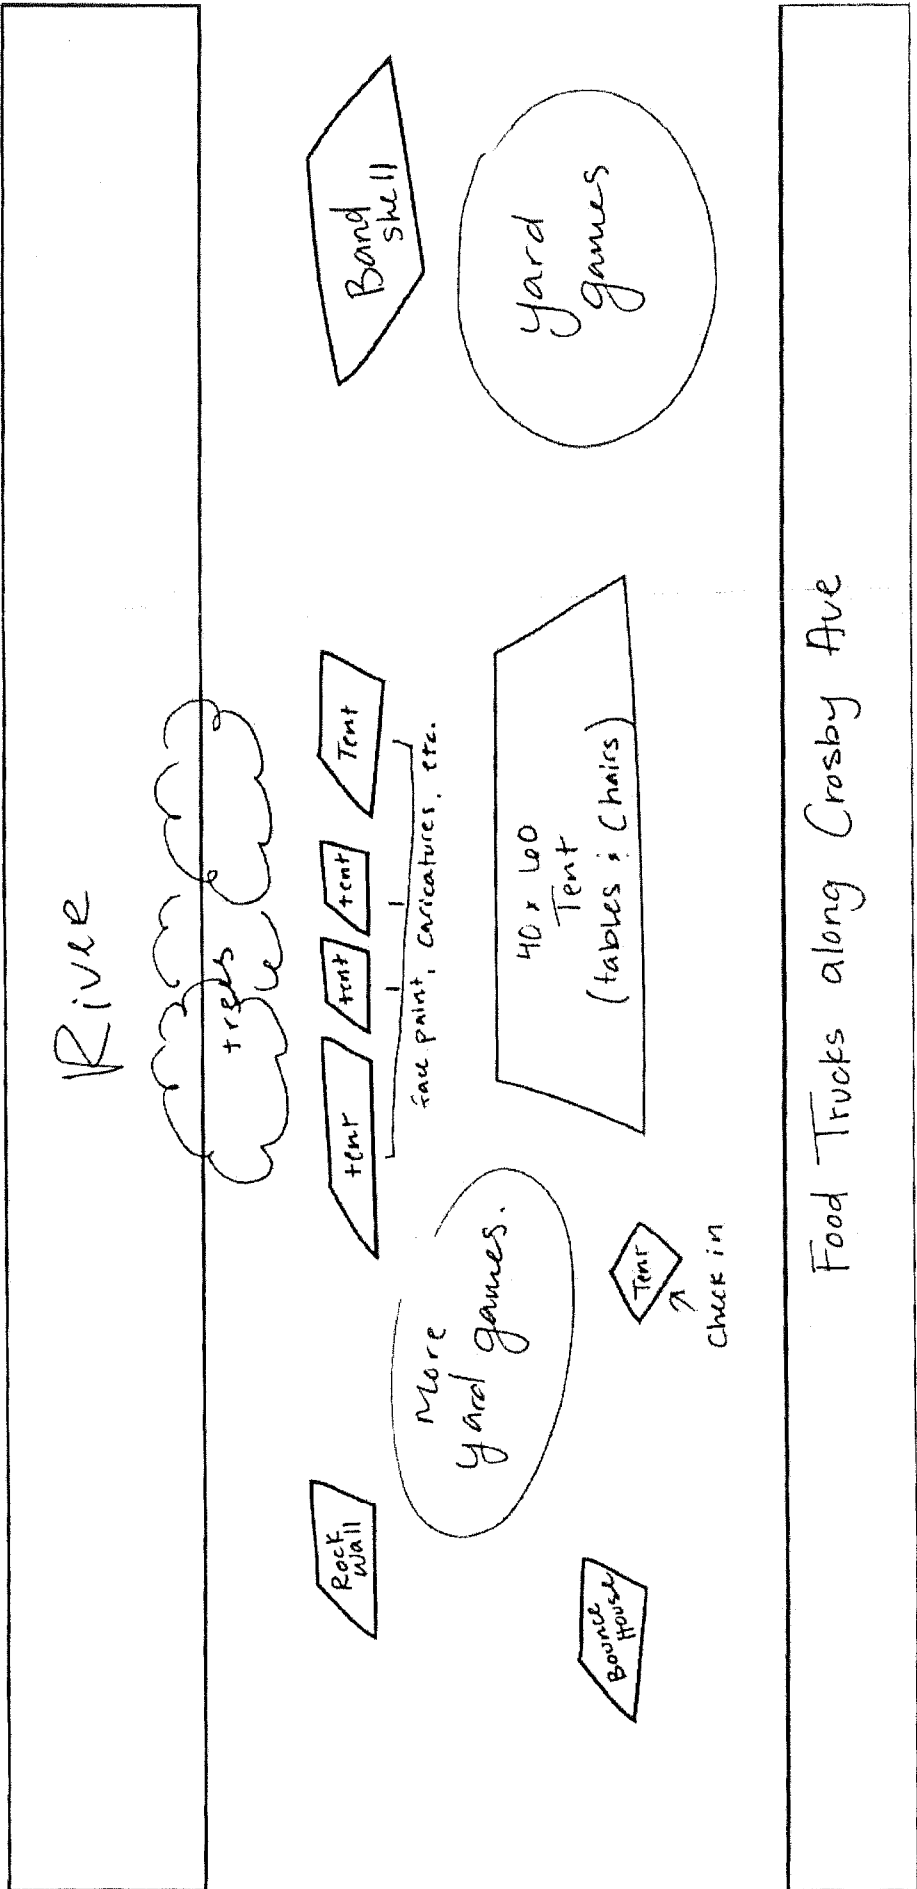 River
trees
Rock
Wall
tent
tent
tent
Tent
face paint, caricatures, etc.
Band
shell
More
yard games.
40 x 60
Tent
(tables & Chairs)
Yard
games
Bounce
House
Tent
Check in
Food Trucks along Crosby Ave